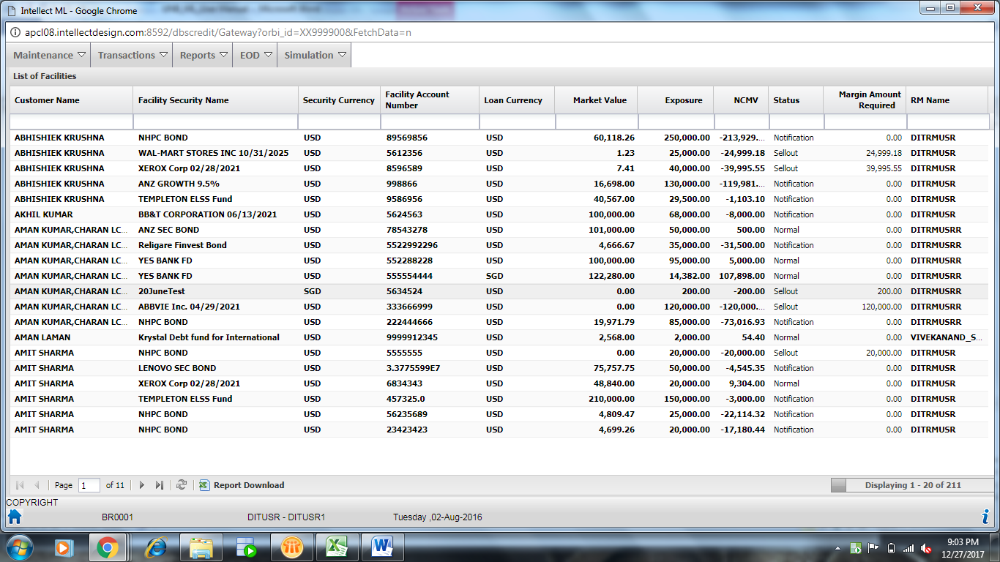 Intellect ML - Google Chrome
apcl08.intellectdesign.com:8592/dbscredit/Gateway?orbi_id=XX999900&FetchData=n
Maintenance Transactions Reports EOD Simulation
List of Facilities
Customer Name Facility Security Name Security Currency Facility Account Number Loan Currency Market Value Exposure NCMV Status Margin Amount Required RM Name
ABHISHIEK KRUSHNA NHPC BOND USD 89569856 USD 60,118.26 250,000.00 -213,929.... Notification 0.00 DITRMUSR
ABHISHIEK KRUSHNA WAL-MART STORES INC 10/31/2025 USD 5612356 USD 1.23 25,000.00 -24,999.18 Sellout 24,999.18 DITRMUSR
ABHISHIEK KRUSHNA XEROX Corp 02/28/2021 USD 8596589 USD 7.41 40,000.00 -39,995.55 Sellout 39,995.55 DITRMUSR
ABHISHIEK KRUSHNA ANZ GROWTH 9.5% USD 998866 USD 16,698.00 130,000.00 -119,981.... Notification 0.00 DITRMUSR
ABHISHIEK KRUSHNA TEMPLETON ELSS Fund USD 9586956 USD 40,567.00 29,500.00 -1,103.10 Notification 0.00 DITRMUSR
AKHIL KUMAR BB&T CORPORATION 06/13/2021 USD 5624563 USD 100,000.00 68,000.00 -8,000.00 Notification 0.00 DITRMUSR
AMAN KUMAR,CHARAN LC... ANZ SEC BOND USD 78543278 USD 101,000.00 50,000.00 500.00 Normal 0.00 DITRMUSRR
AMAN KUMAR,CHARAN LC... Religare Finvest Bond USD 5522992296 USD 4,666.67 35,000.00 -31,500.00 Notification 0.00 DITRMUSRR
AMAN KUMAR,CHARAN LC... YES BANK FD USD 552288228 USD 100,000.00 95,000.00 5,000.00 Normal 0.00 DITRMUSRR
AMAN KUMAR,CHARAN LC... YES BANK FD USD 555554444 SGD 122,280.00 14,382.00 107,898.00 Normal 0.00 DITRMUSRR
AMAN KUMAR,CHARAN LC... 20JuneTest SGD 5634524 USD 0.00 200.00 -200.00 Sellout 200.00 DITRMUSRR
AMAN KUMAR,CHARAN LC... ABBVIE Inc. 04/29/2021 USD 333666999 USD 0.00 120,000.00 -120,000.... Sellout 120,000.00 DITRMUSRR
AMAN KUMAR,CHARAN LC... NHPC BOND USD 222444666 USD 19,971.79 85,000.00 -73,016.93 Notification 0.00 DITRMUSRR
AMAN LAMAN Krystal Debt fund for International USD 9999912345 USD 2,568.00 2,000.00 54.40 Normal 0.00 VIVEKANAND_S...
AMIT SHARMA NHPC BOND USD 5555555 USD 0.00 20,000.00 -20,000.00 Sellout 20,000.00 DITRMUSR
AMIT SHARMA LENOVO SEC BOND USD 3.3775599E7 USD 75,757.75 50,000.00 -4,545.35 Notification 0.00 DITRMUSR
AMIT SHARMA XEROX Corp 02/28/2021 USD 6834343 USD 48,840.00 20,000.00 9,304.00 Normal 0.00 DITRMUSR
AMIT SHARMA TEMPLETON ELSS Fund USD 457325.0 USD 210,000.00 150,000.00 -3,000.00 Notification 0.00 DITRMUSR
AMIT SHARMA NHPC BOND USD 56235689 USD 4,809.47 25,000.00 -22,114.32 Notification 0.00 DITRMUSR
AMIT SHARMA NHPC BOND USD 23423423 USD 4,699.26 20,000.00 -17,180.44 Notification 0.00 DITRMUSR
Page 1 of 11 Report Download Displaying 1 - 20 of 211
COPYRIGHT
BR0001 DITUSR - DITUSR1 Tuesday ,02-Aug-2016
9:03 PM
12/27/2017